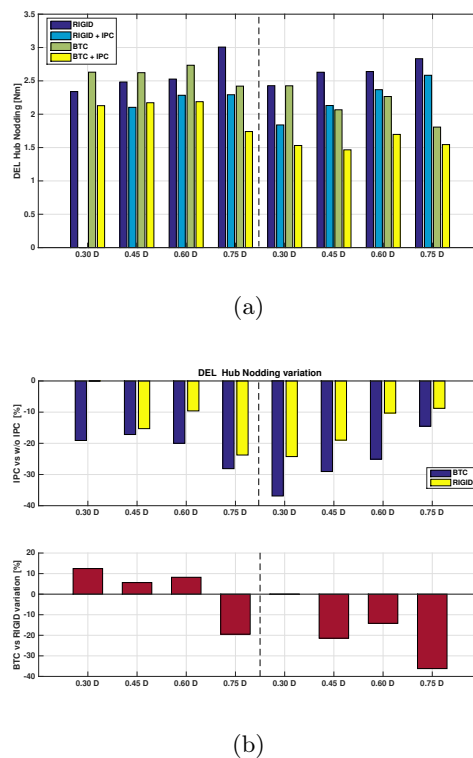 3.5
RIGID
RIGID + IPC
BTC
BTC + IPC
3
2.5
2
1.5
1
0.5
0
DEL Hub Nodding [Nm]
0.30 D 0.45 D 0.60 D 0.75 D 0.30 D 0.45 D 0.60 D 0.75 D
(a)
DEL Hub Nodding variation
0
-10
-20
-30
-40
IPC vs w/o IPC [%]
BTC
RIGID
0.30 D 0.45 D 0.60 D 0.75 D 0.30 D 0.45 D 0.60 D 0.75 D
20
10
0
-10
-20
-30
-40
BTC vs RIGID variation [%]
0.30 D 0.45 D 0.60 D 0.75 D 0.30 D 0.45 D 0.60 D 0.75 D
(b)